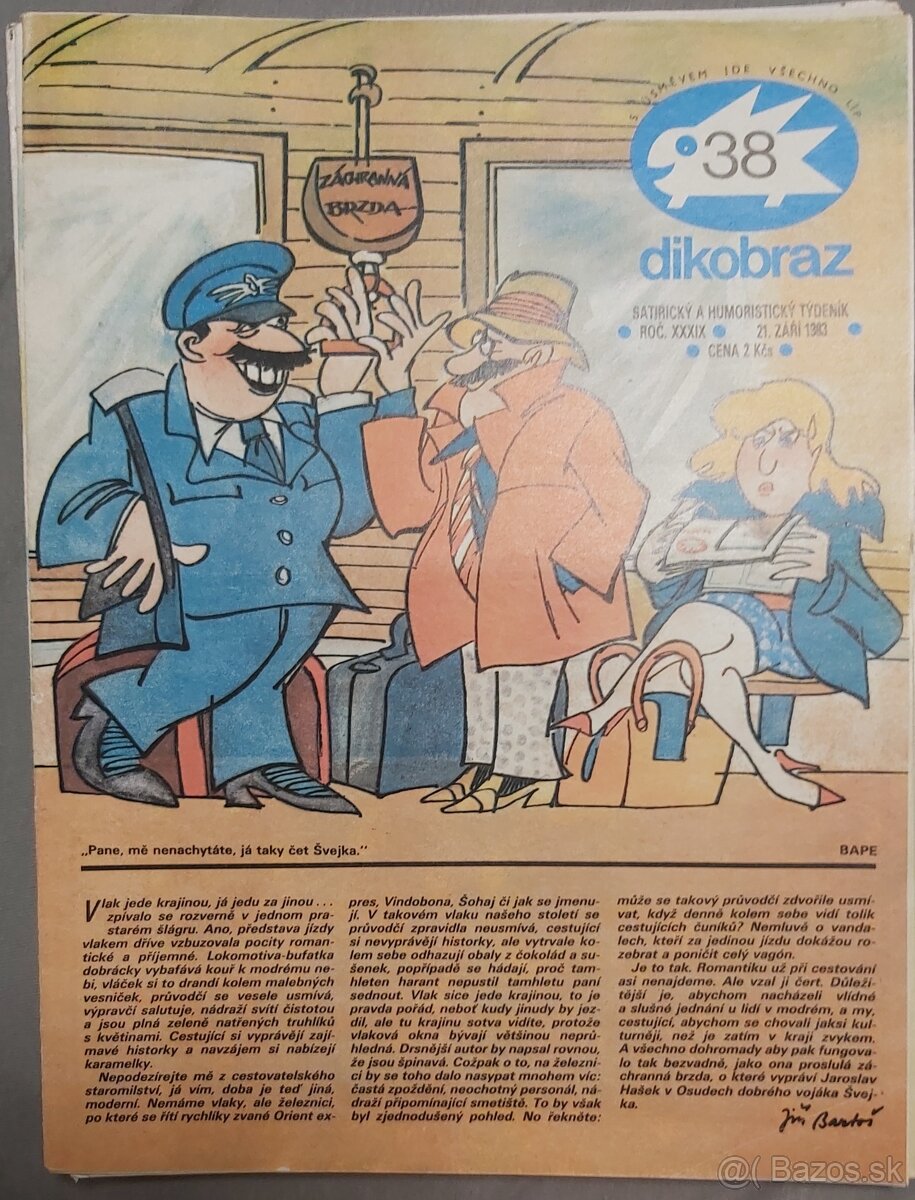 S ÚSMĚVEM JDE VŠECHNO LÍP
38
dikobraz
SATIRICKÝ A HUMORISTICKÝ TÝDENÍK
ROČ. XXXIX • 21. ZÁŘÍ 1983
CENA 2 Kčs
ZÁCHRANNÁ
BRZDA
„Pane, mě nenachytáte, já taky čet Švejka.“
BAPE
Vlak jede krajinou, já jedu za jinou . . .
zpívalo se rozverně v jednom pra-
starém šlágru. Ano, představa jízdy
vlakem dříve vzbuzovala pocity roman-
tické a příjemné. Lokomotiva-bufatka
dobrácky vybafává kouř k modrému ne-
bi, vláček si to drandí kolem malebných
vesniček, průvodčí se vesele usmívá,
výpravčí salutuje, nádraží svítí čistotou
a jsou plná zeleně natřených truhlíků
s květinami. Cestující si vyprávějí zají-
mavé historky a navzájem si nabízejí
karamelky.
Nepodezírejte mě z cestovatelského
staromilství, já vím, doba je teď jiná,
moderní. Nemáme vlaky, ale železnici,
po které se řítí rychlíky zvané Orient ex-
pres, Vindobona, Šohaj či jak se jmenu-
jí. V takovém vlaku našeho století se
průvodčí zpravidla neusmívá, cestující
si nevyprávějí historky, ale vytrvale ko-
lem sebe odhazují obaly z čokolád a su-
šenek, popřípadě se hádají, proč tam-
hleten harant nepustil tamhletu paní
sednout. Vlak sice jede krajinou, to je
pravda pořád, neboť kudy jinudy by jez-
dil, ale tu krajinu sotva vidíte, protože
vlaková okna bývají většinou neprů-
hledná. Drsnější autor by napsal rovnou,
že jsou špinavá. Cožpak o to, na železni-
ci by se toho dalo nasypat mnohem víc:
častá zpoždění, neochotný personál, ná-
draží připomínající smetiště. To by však
byl zjednodušený pohled. No řekněte:
může se takový průvodčí zdvořile usmí-
vat, když denně kolem sebe vidí tolik
cestujících čuníků? Nemluvě o vanda-
lech, kteří za jedinou jízdu dokážou ro-
zebrat a poničit celý vagón.
Je to tak. Romantiku už při cestování
asi nenajdeme. Ale vzal ji čert. Důleži-
tější je, abychom nacházeli vlídné
a slušné jednání u lidí v modrém, a my,
cestující, abychom se chovali jaksi kul-
turněji, než je zatím v kraji zvykem.
A všechno dohromady aby pak fungova-
lo tak bezvadně, jako ona proslulá zá-
chranná brzda, o které vypráví Jaroslav
Hašek v Osudech dobrého vojáka Švej-
ka.
Jiří Bartoš
@( Bazos.sk